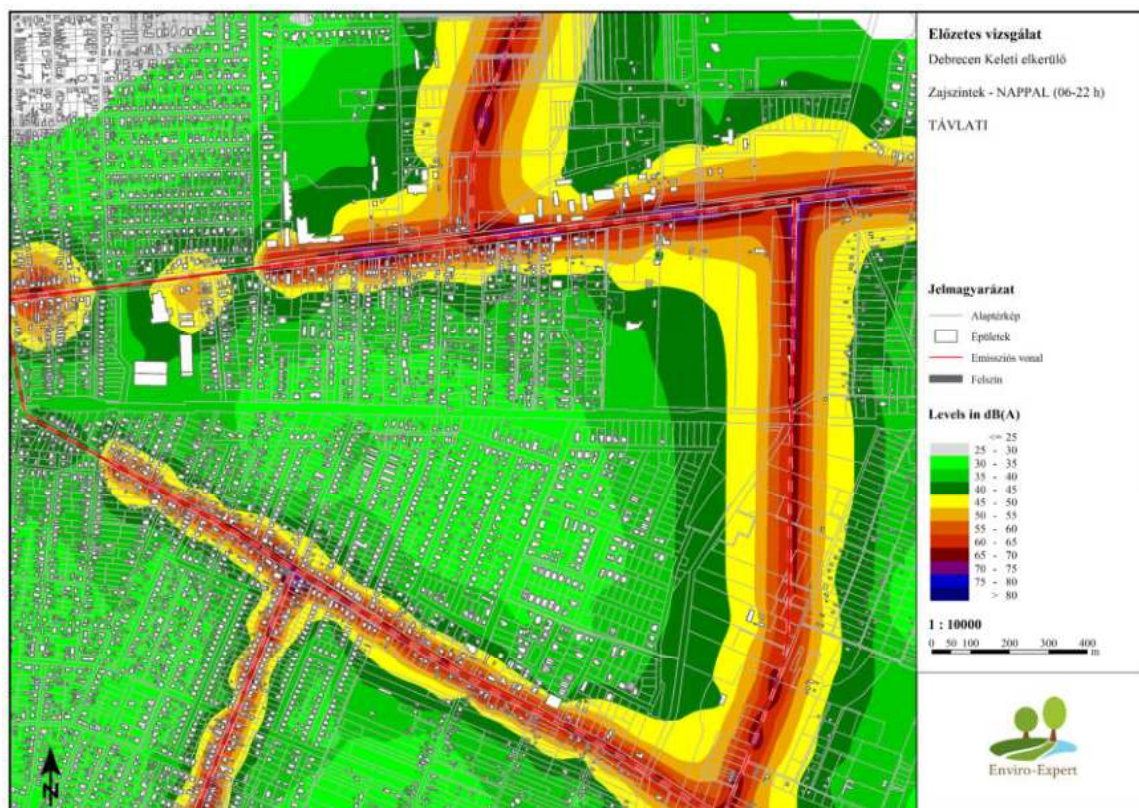 Előzetes vizsgálat
Debrecen Keleti elkerülő
Zajszintek - NAPPAL (06-22 h)
TÁVLATI
Jelmagyarázat
Alaptérkép
Épületek
Emissziós vonal
Felszín
Levels in dB(A)
<= 25
25 - 30
30 - 35
35 - 40
40 - 45
45 - 50
50 - 55
55 - 60
60 - 65
65 - 70
70 - 75
75 - 80
> 80
1 : 10000
0 50 100 200 300 400
m
Enviro-Expert
N